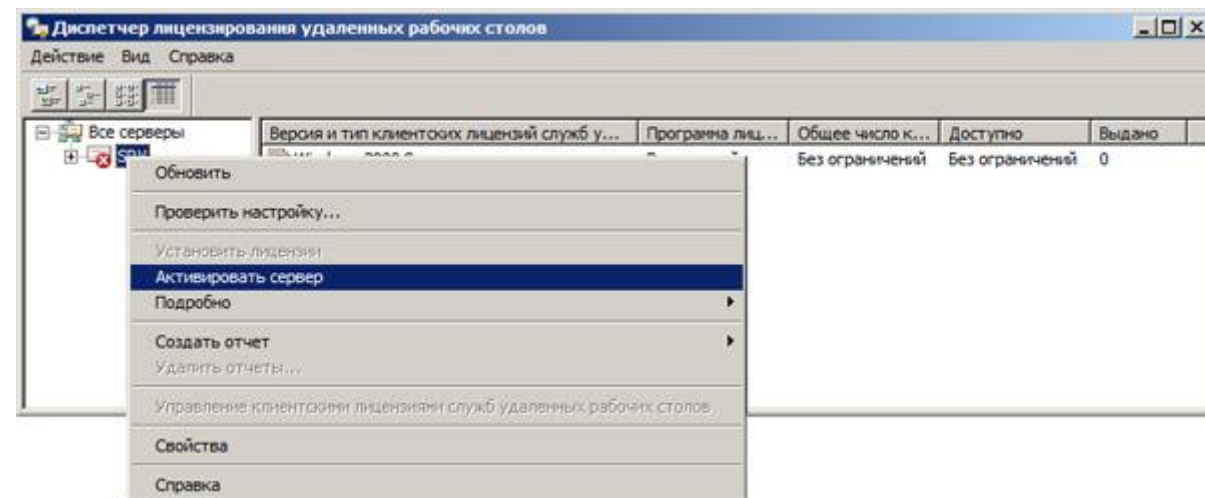 Диспетчер лицензирования удаленных рабочих столов
Действие Вид Справка
Все серверы
Версия и тип клиентских лицензий служб у... Программа лиц... Общее число к... Доступно Выдано
Без ограничений Без ограничений 0
Обновить
Проверить настройку...
Установить лицензии
Активировать сервер
Подробно
Создать отчет
Удалить отчеты...
Управление клиентскими лицензиями служб удаленных рабочих столов
Свойства
Справка